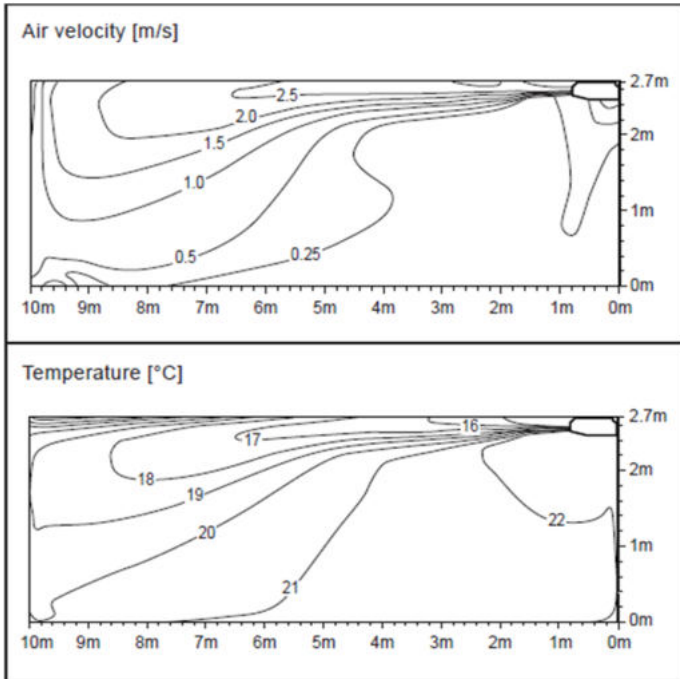 Air velocity [m/s]
2.7m
2.5
2.0
2m
1.5
1.0
1m
0.5
0.25
0m
10m 9m 8m 7m 6m 5m 4m 3m 2m 1m 0m
Temperature [°C]
2.7m
16
17
18
2m
19
20
22
1m
21
0m
10m 9m 8m 7m 6m 5m 4m 3m 2m 1m 0m